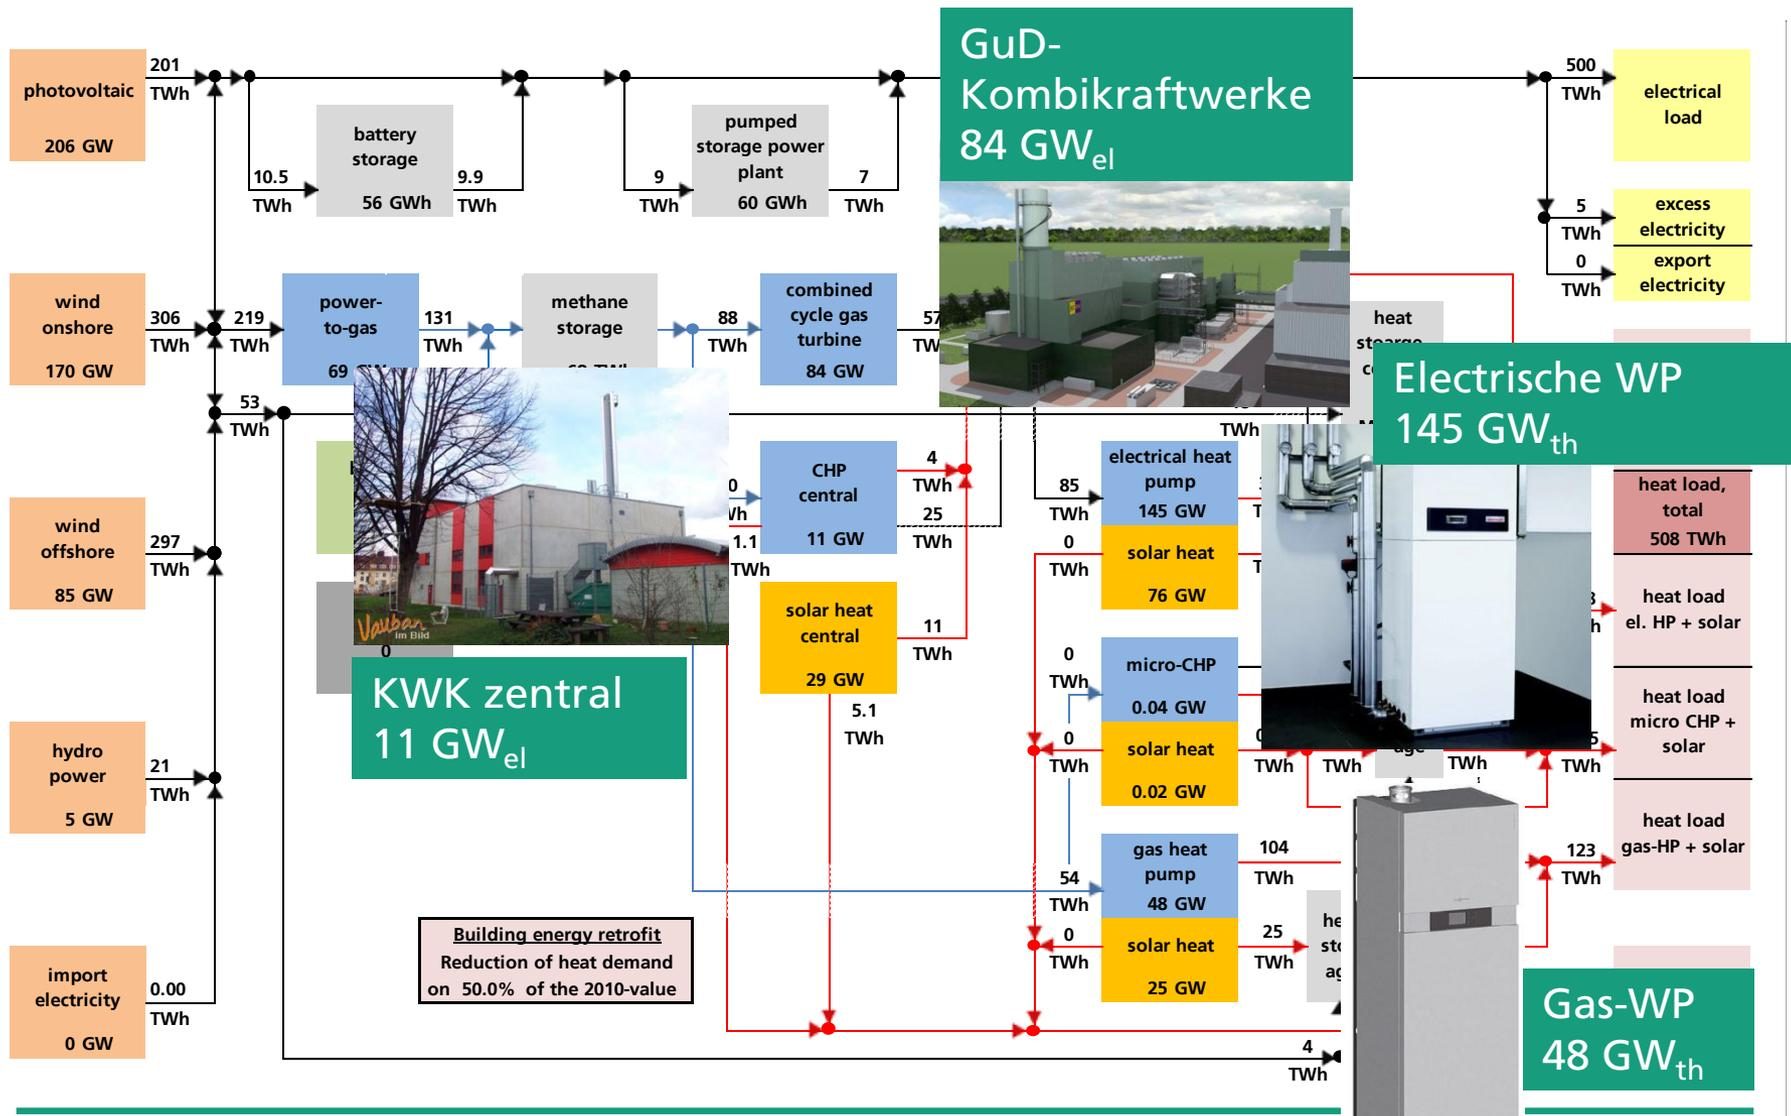 photovoltaic
206 GW
201
TWh
battery
storage
56 GWh
10.5
TWh
9.9
TWh
pumped
storage power
plant
60 GWh
9
TWh
7
TWh
GuD-
Kombikraftwerke
84 GWel
500
TWh
electrical
load
5
TWh
excess
electricity
0
TWh
export
electricity
wind
onshore
170 GW
306
TWh
219
TWh
power-
to-gas
69
131
TWh
methane
storage
88
TWh
combined
cycle gas
turbine
84 GW
57
heat
stoarge
Electrische WP
145 GWth
53
TWh
TWh
CHP
central
11 GW
4
TWh
25
TWh
1.1
TWh
85
TWh
electrical heat
pump
145 GW
0
TWh
solar heat
76 GW
heat load,
total
508 TWh
wind
offshore
85 GW
297
TWh
Vauban
im Bild
0
KWK zentral
11 GWel
solar heat
central
29 GW
11
TWh
5.1
TWh
heat load
el. HP + solar
0
TWh
micro-CHP
0.04 GW
0
TWh
solar heat
0.02 GW
TWh
TWh
TWh
TWh
heat load
micro CHP +
solar
hydro
power
5 GW
21
TWh
gas heat
pump
48 GW
104
TWh
54
TWh
0
TWh
solar heat
25 GW
25
TWh
123
TWh
heat load
gas-HP + solar
Building energy retrofit
Reduction of heat demand
on 50.0% of the 2010-value
import
electricity
0 GW
0.00
TWh
4
TWh
Gas-WP
48 GWth